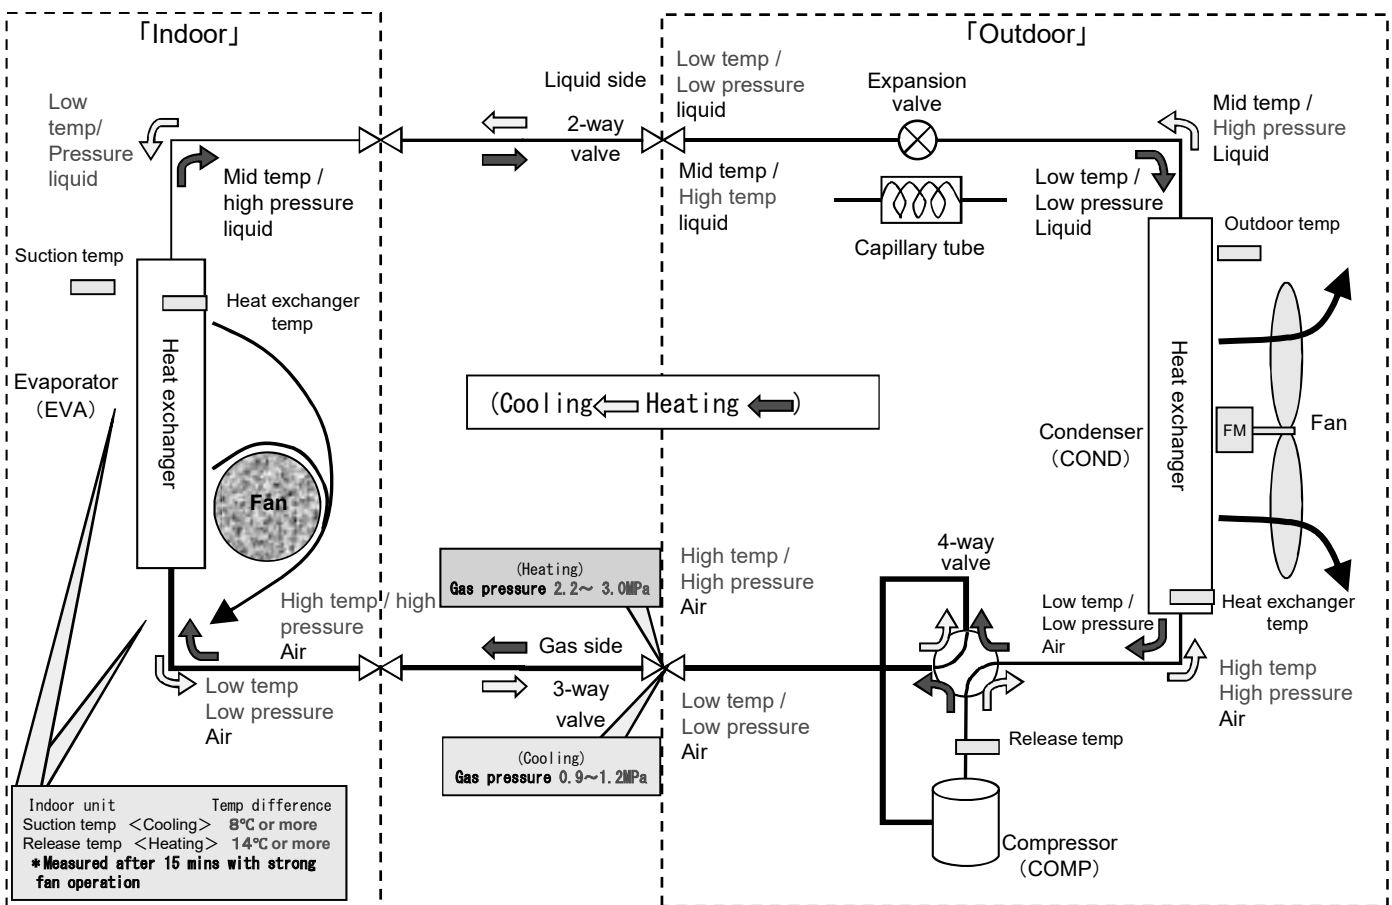 「Indoor」
「Outdoor」
Low
temp/
Pressure
liquid
Mid temp /
high pressure
liquid
Liquid side
2-way
valve
Low temp /
Low pressure
liquid
Mid temp /
High temp
liquid
Expansion
valve
Capillary tube
Mid temp /
High pressure
Liquid
Low temp /
Low pressure
Liquid
Outdoor temp
Suction temp
Heat exchanger
temp
Heat exchanger
Evaporator
（EVA）
Fan
(Cooling Heating )
Condenser
（COND）
Heat exchanger
FM
Fan
4-way
valve
(Heating)
Gas pressure 2.2～ 3.0MPa
High temp /
High pressure
Air
High temp / high
pressure
Air
Low temp /
Low pressure
Air
Heat exchanger
temp
Gas side
3-way
valve
Low temp
Low pressure
Air
Low temp /
Low pressure
Air
High temp
High pressure
Air
(Cooling)
Gas pressure 0.9～1.2MPa
Release temp
Compressor
（COMP）
Indoor unit Temp difference
Suction temp ＜Cooling＞ 8℃ or more
Release temp ＜Heating＞ 14℃ or more
＊Measured after 15 mins with strong
fan operation